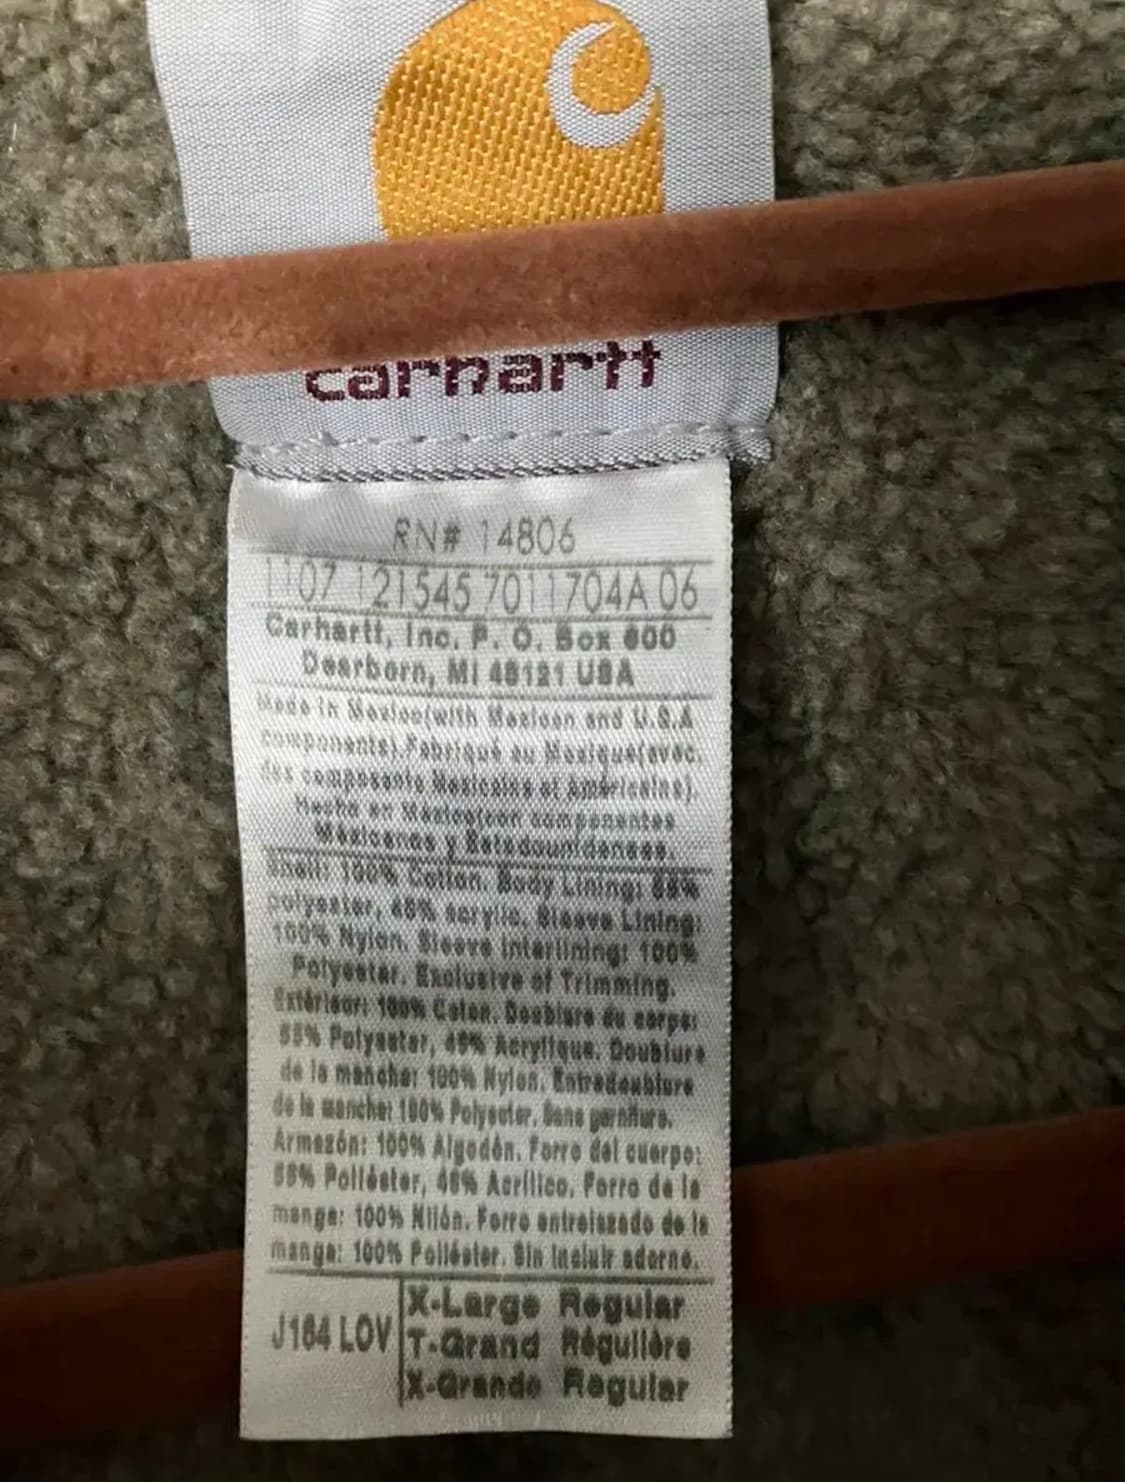 carhartt
RN# 14806
1107 121545 7011704A 06
Carhartt, Inc. P. O. Box 600
Dearborn, MI 48121 USA
Made in Mexico(with Mexican and U.S.A
components).Fabriqué au Mexique(avec.
des composants Mexicains et Américains).
Hecho en México(con componentes
Mexicanos y Estadounidenses.
Shell: 100% Cotton. Body Lining: 55%
polyester, 45% acrylic. Sleeve Lining:
100% Nylon. Sleeve Interlining: 100%
Polyester. Exclusive of Trimming.
Extérieur: 100% Coton. Doublure du corps:
55% Polyester, 45% Acrylique. Doublure
de la manche: 100% Nylon. Entredoublure
de la manche: 100% Polyester. Sans garniture.
Armazón: 100% Algodón. Forro del cuerpo:
55% Poliéster, 45% Acrílico. Forro de la
manga: 100% Nilón. Forro entrelazado de la
manga: 100% Poliéster. Sin Incluir adorno.
J164 LOV
X-Large Regular
T-Grand Régulière
X-Grande Regular